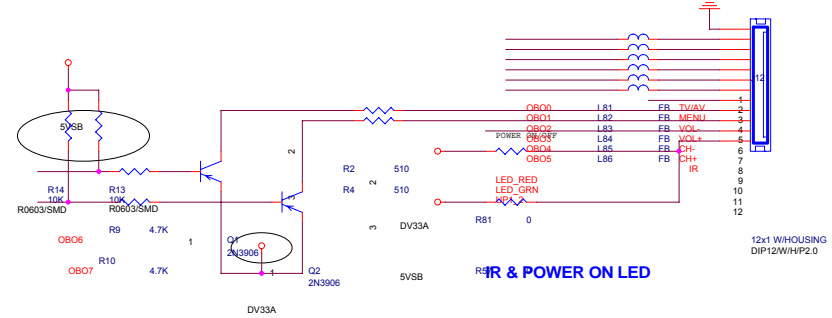 12
1
OBO0 L81 FB TV/AV 2
OBO1 L82 FB MENU 3
OBO2 L83 FB VOL- 4
POWER ON/OFF
OBO3 L84 FB VOL+ 5
OBO4 L85 FB CH- 6
OBO5 L86 FB CH+ 7
IR 8
9
10
11
12
5VSB
2
R2 510
R4 510
2
3
3
LED_RED
LED_GRN
R14 R13
10K 10K
R0603/SMD R0603/SMD
R81 0
DV33A
R9 4.7K
OBO6
1
Q1
2N3906
R10
OBO7 4.7K
1
Q2
2N3906
5VSB
IR & POWER ON LED
12x1 W/HOUSING
DIP12/W/H/P2.0
DV33A